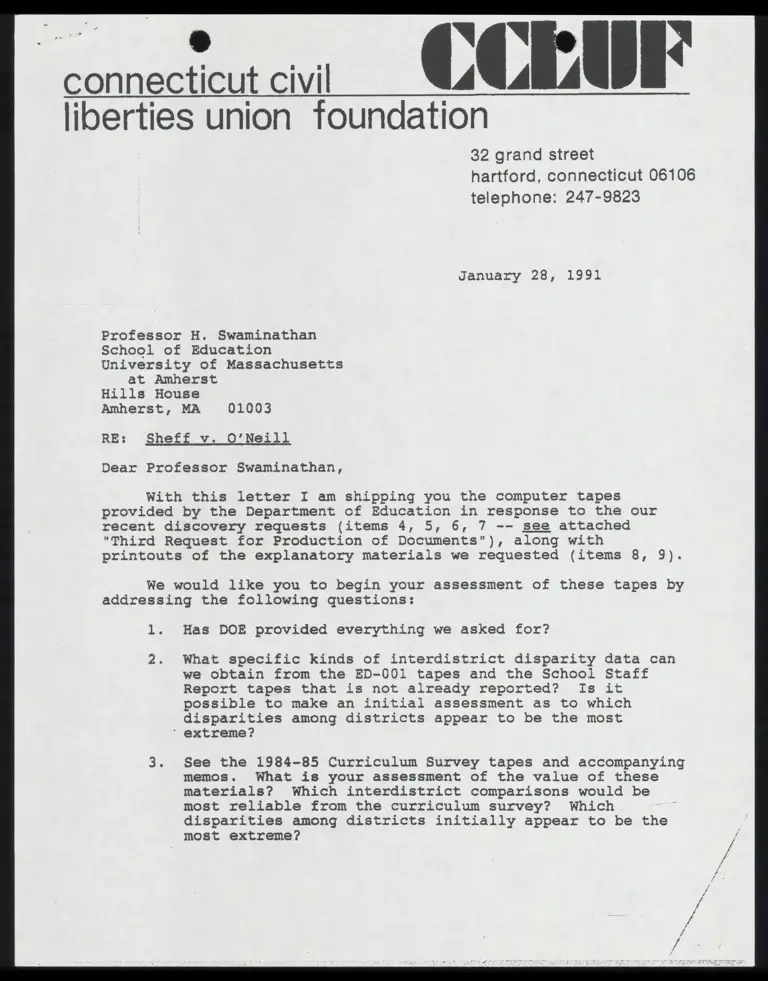 CCLUF
connecticut civil
liberties union foundation
32 grand street
hartford, connecticut 06106
telephone: 247-9823
January 28, 1991
Professor H. Swaminathan
School of Education
University of Massachusetts
at Amherst
Hills House
Amherst, MA 01003
RE: Sheff v. O'Neill
Dear Professor Swaminathan,
With this letter I am shipping you the computer tapes
provided by the Department of Education in response to the our
recent discovery requests (items 4, 5, 6, 7 -- see attached
"Third Request for Production of Documents"), along with
printouts of the explanatory materials we requested (items 8, 9).
We would like you to begin your assessment of these tapes by
addressing the following questions:
1. Has DOE provided everything we asked for?
2. What specific kinds of interdistrict disparity data can
we obtain from the ED-001 tapes and the School Staff
Report tapes that is not already reported? Is it
possible to make an initial assessment as to which
disparities among districts appear to be the most
extreme?
3. See the 1984-85 Curriculum Survey tapes and accompanying
memos. What is your assessment of the value of these
materials? Which interdistrict comparisons would be
most reliable from the curriculum survey? Which
disparities among districts initially appear to be the
most extreme?